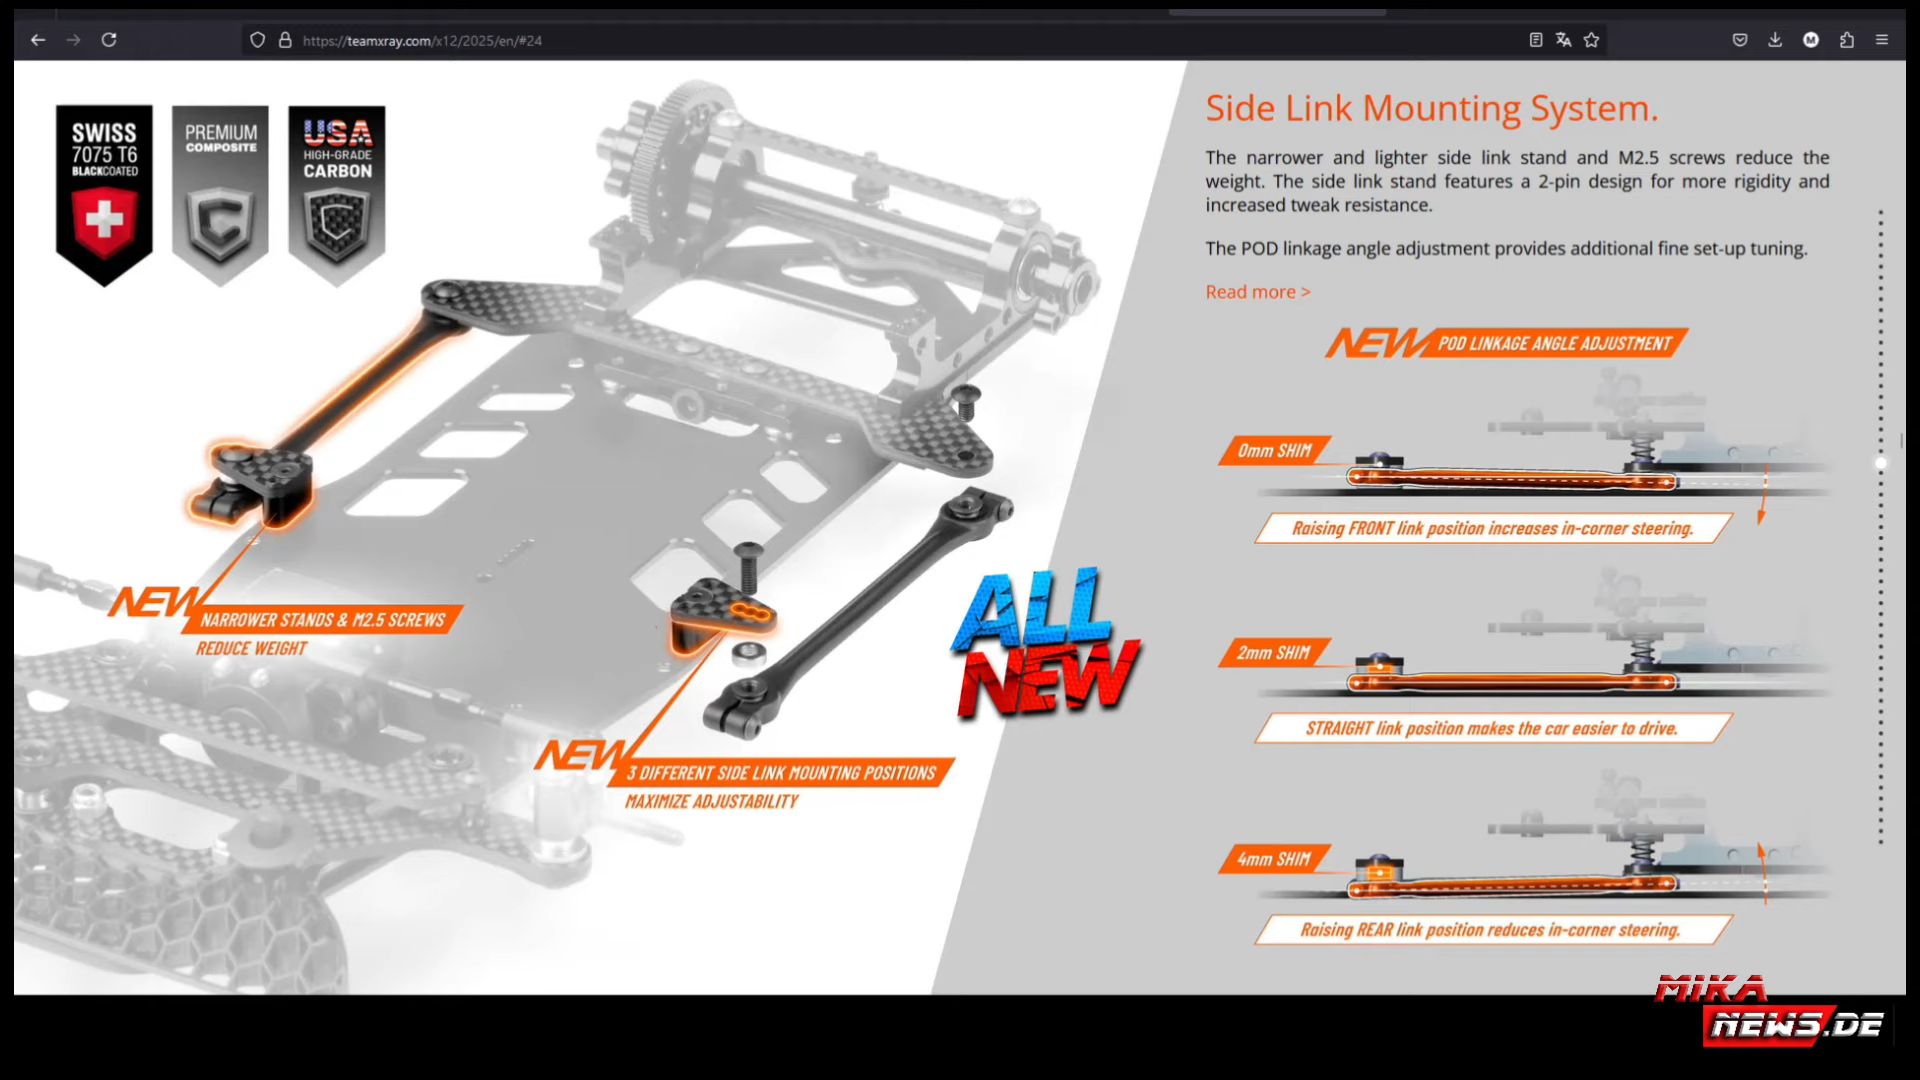 https://teamxray.com/x12/2025/en/#24
M
SWISS
7075 T6
BLACKCOATED
PREMIUM
COMPOSITE
USA
HIGH-GRADE
CARBON
NEW
NARROWER STANDS & M2.5 SCREWS
REDUCE WEIGHT
NEW
3 DIFFERENT SIDE LINK MOUNTING POSITIONS
MAXIMIZE ADJUSTABILITY
ALL
NEW
Side Link Mounting System.
The narrower and lighter side link stand and M2.5 screws reduce the
weight. The side link stand features a 2-pin design for more rigidity and
increased tweak resistance.
The POD linkage angle adjustment provides additional fine set-up tuning.
Read more >
NEW POD LINKAGE ANGLE ADJUSTMENT
0mm SHIM
Raising FRONT link position increases in-corner steering.
2mm SHIM
STRAIGHT link position makes the car easier to drive.
4mm SHIM
Raising REAR link position reduces in-corner steering.
MIKA
NEWS.DE